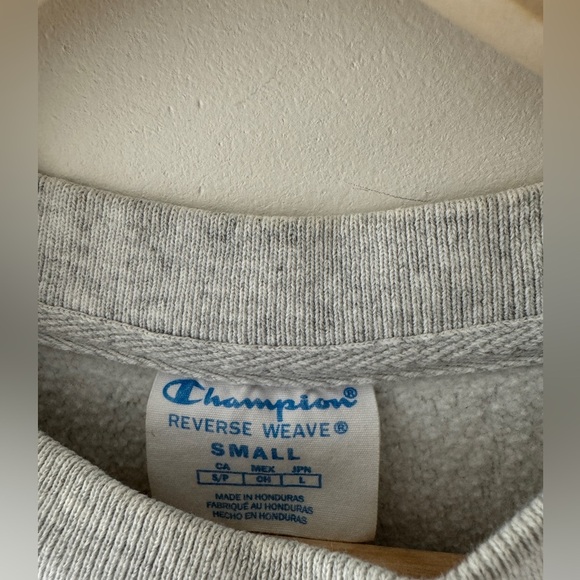 Champion®
REVERSE WEAVE®
SMALL
CA MEX JPN
S/P CH L
MADE IN HONDURAS
FABRIQUÉ AU HONDURAS
HECHO EN HONDURAS